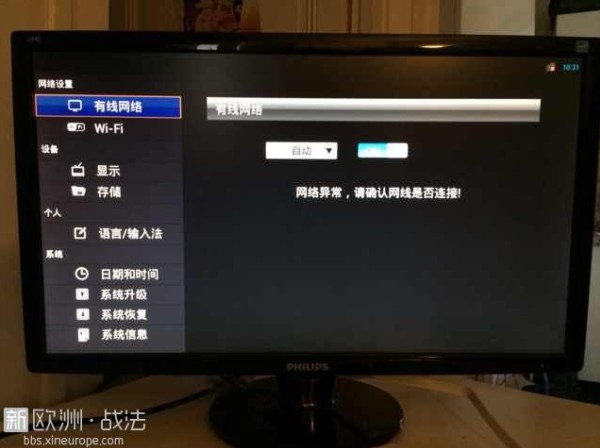 网络设置
有线网络
Wi-Fi
设备
显示
存储
个人
语言/输入法
系统
日期和时间
系统升级
系统恢复
系统信息
10:31
有线网络
自动
网络异常，请确认网线是否连接!
PHILIPS
新欧洲·战法
bbs.xineurope.com